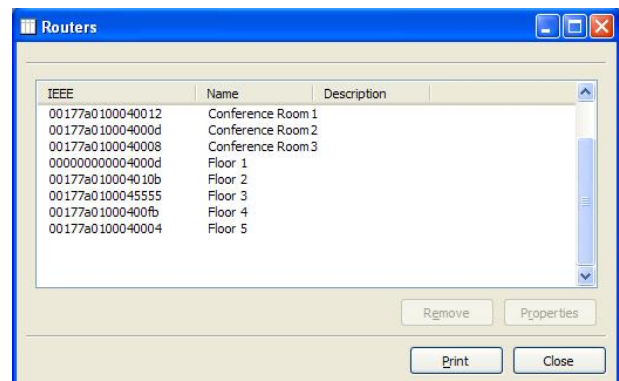 Routers
IEEE Name Description
00177a0100040012 Conference Room 1
00177a010004000d Conference Room 2
00177a0100040008 Conference Room 3
000000000004000d Floor 1
00177a010004010b Floor 2
00177a0100045555 Floor 3
00177a01000400fb Floor 4
00177a0100040004 Floor 5
Remove Properties
Print Close